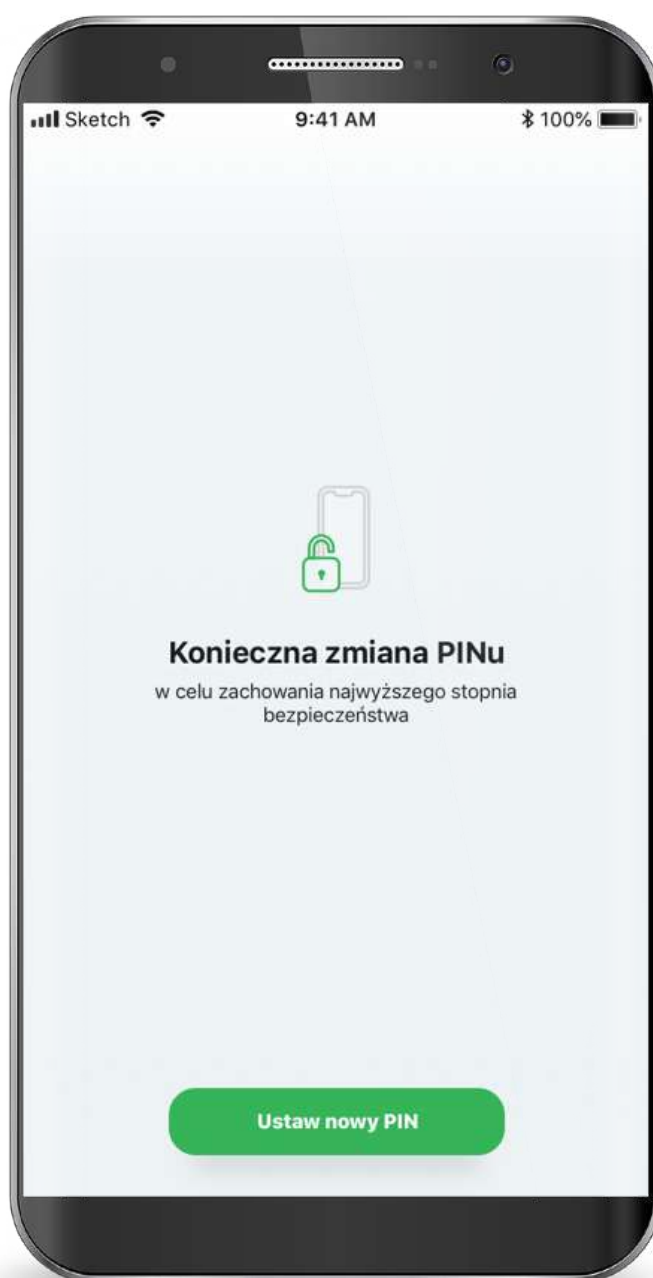 Sketch 9:41 AM 100%
Konieczna zmiana PINu
w celu zachowania najwyższego stopnia
bezpieczeństwa
Ustaw nowy PIN